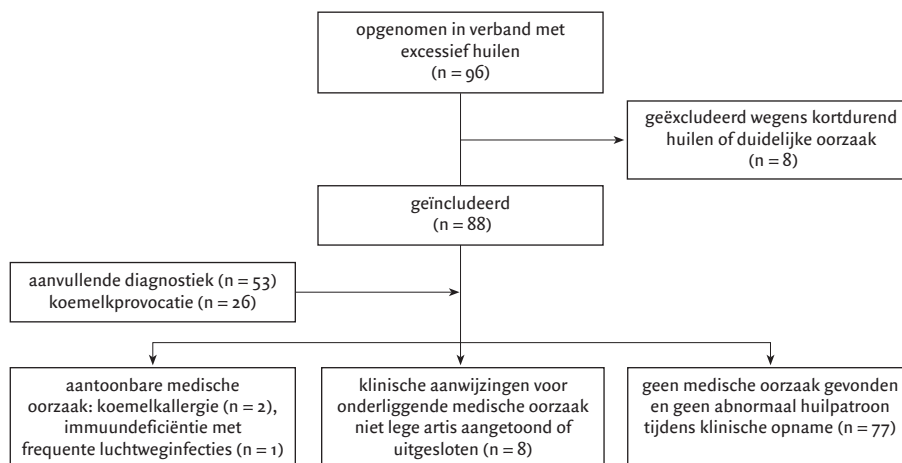 opgenomen in verband met
excessief huilen
(n = 96)
geëxcludeerd wegens kortdurend
huilen of duidelijke oorzaak
(n = 8)
geïncludeerd
(n = 88)
aanvullende diagnostiek (n = 53)
koemelkprovocatie (n = 26)
aantoonbare medische
oorzaak: koemelkallergie (n = 2),
immuundeficiëntie met
frequente luchtweginfecties (n = 1)
klinische aanwijzingen voor
onderliggende medische oorzaak
niet lege artis aangetoond of
uitgesloten (n = 8)
geen medische oorzaak gevonden
en geen abnormaal huilpatroon
tijdens klinische opname (n = 77)